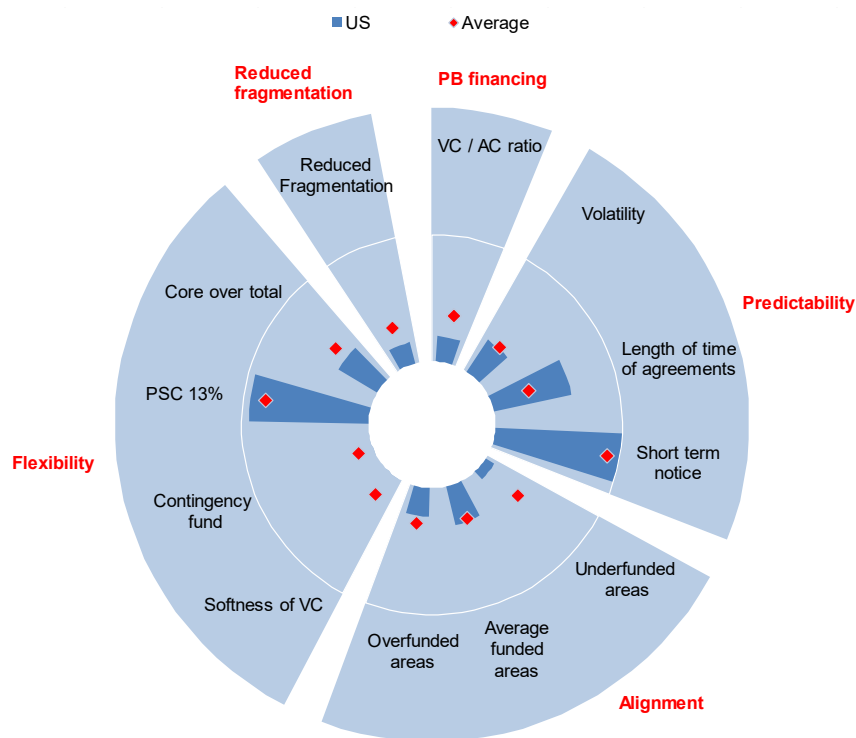 US
Average
Reduced
fragmentation
PB financing
VC / AC ratio
Reduced
Fragmentation
Volatility
Core over total
Predictability
Length of time
of agreements
PSC 13%
Flexibility
Short term
notice
Contingency
fund
Underfunded
areas
Softness of VC
Average
funded
areas
Overfunded
areas
Alignment